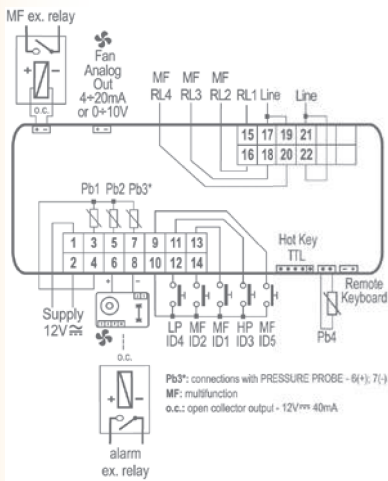 MF ex. relay
+ -
o.c.
Fan
Analog
Out
4÷20mA
or 0÷10V
MF
RL4
MF
RL3
MF
RL2
RL1
Line
Line
15 17 19 21
16 18 20 22
Pb1 Pb2 Pb3*
1 3 5 7 9 11 13
2 4 6 8 10 12 14
Hot Key
TTL
Supply
12V
+ -
LP
ID4
MF
ID2
MF
ID1
HP
ID3
MF
ID5
Remote
Keyboard
Pb4
o.c.
+ -
alarm
ex. relay
Pb3*: connections with PRESSURE PROBE - 6(+); 7(-)
MF: multifunction
o.c.: open collector output - 12V 40mA